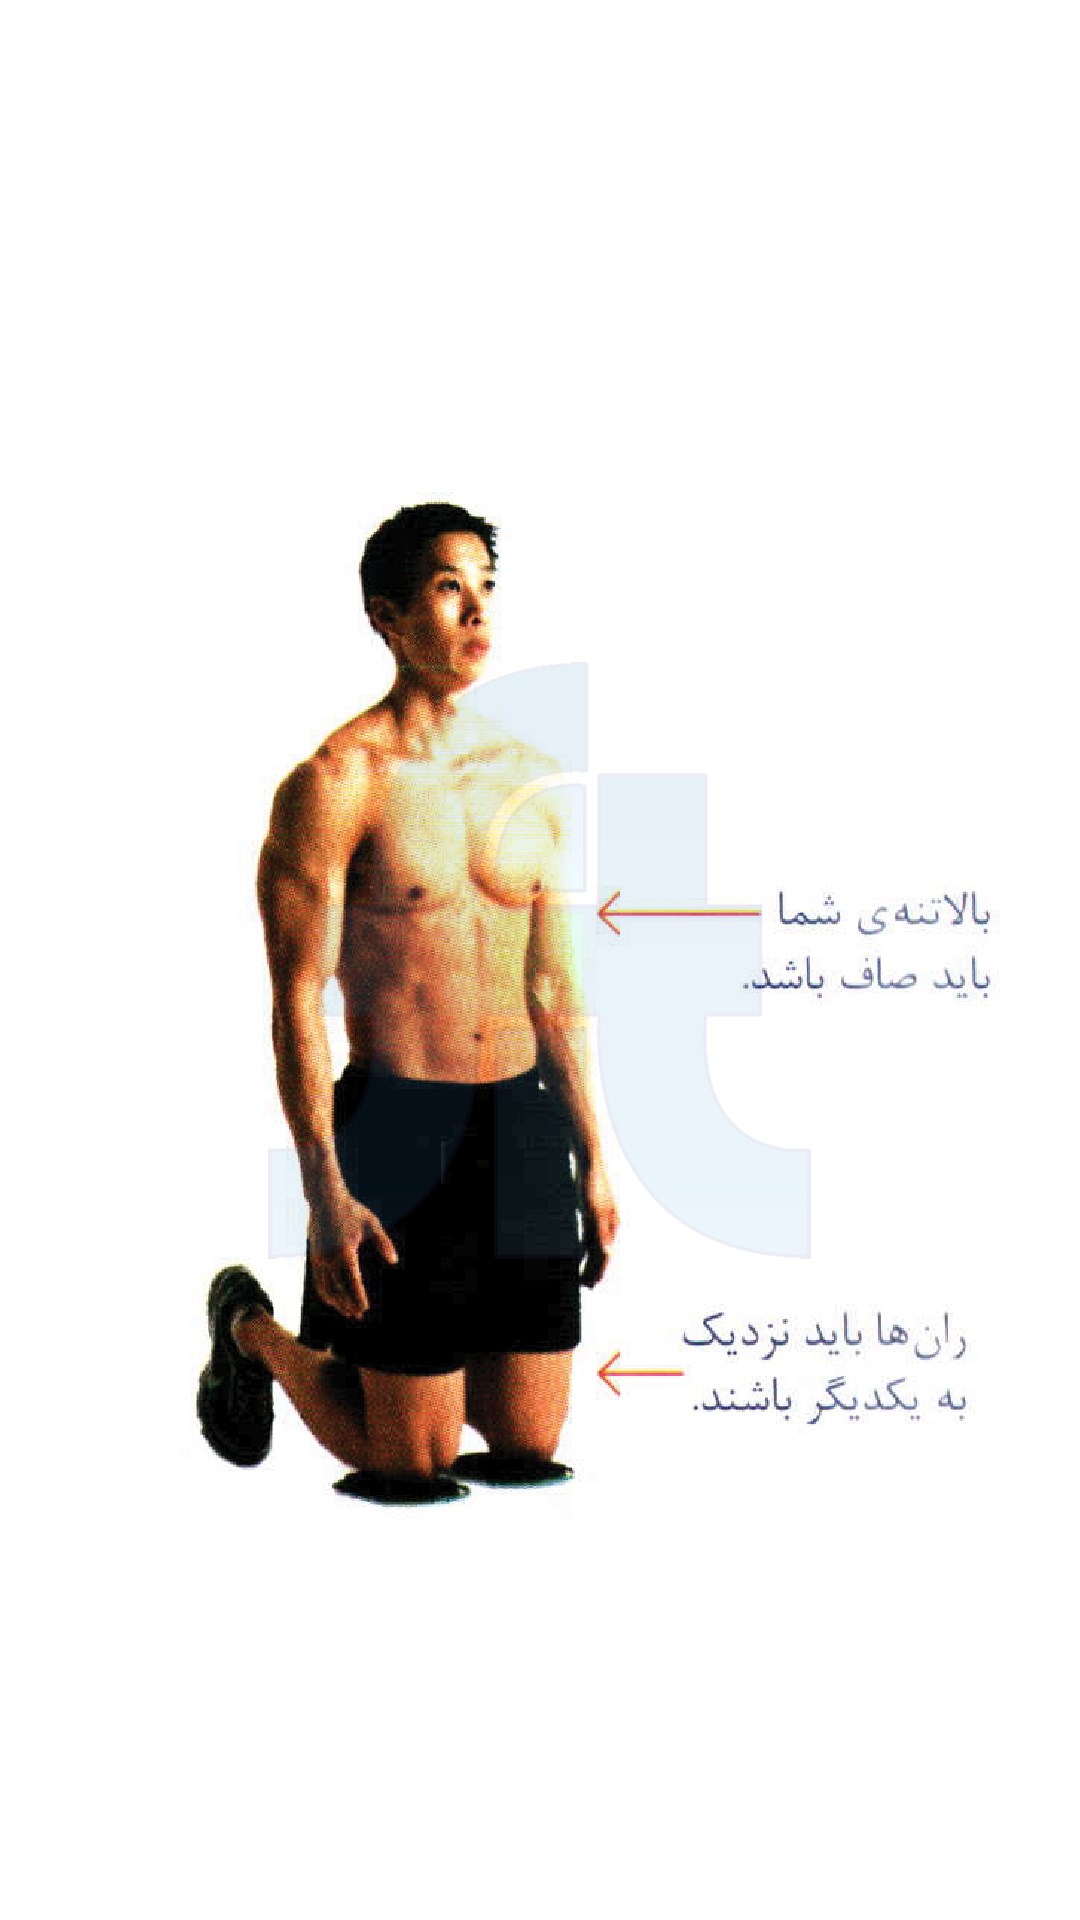 بالاتنه‌ی شما
باید صاف باشد.
ران‌ها باید نزدیک
به یکدیگر باشند.